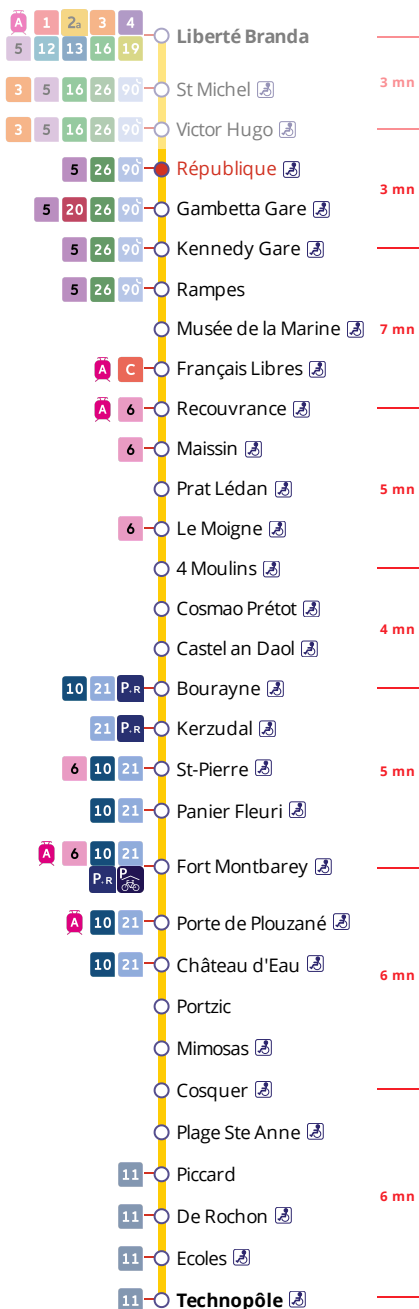 A 1 2a 3 4
5 12 13 16 19
Liberté Branda
3 mn
3 5 16 26 90 St Michel
3 5 16 26 90 Victor Hugo
5 26 90 République
3 mn
5 20 26 90 Gambetta Gare
5 26 90 Kennedy Gare
5 26 90 Rampes
Musée de la Marine 7 mn
A C Français Libres
A 6 Recouvrance
6 Maissin
Prat Lédan 5 mn
6 Le Moigne
4 Moulins
Cosmao Prétot
4 mn
Castel an Daol
10 21 P.R Bourayne
21 P.R Kerzudal
6 10 21 St-Pierre 5 mn
10 21 Panier Fleuri
A 6 10 21
P.R P
Fort Montbarey
A 10 21 Porte de Plouzané
10 21 Château d'Eau
6 mn
Portzic
Mimosas
Cosquer
Plage Ste Anne
11 Piccard
6 mn
11 De Rochon
11 Ecoles
11 Technopôle